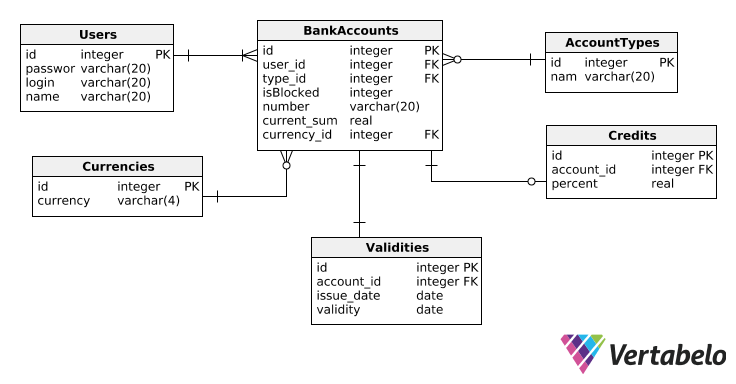 Users
id integer PK
passwor varchar(20)
login varchar(20)
name varchar(20)
BankAccounts
id integer PK
user_id integer FK
type_id integer FK
isBlocked integer
number varchar(20)
current_sum real
currency_id integer FK
AccountTypes
id integer PK
nam varchar(20)
Currencies
id integer PK
currency varchar(4)
Credits
id integer PK
account_id integer FK
percent real
Validities
id integer PK
account_id integer FK
issue_date date
validity date
Vertabelo